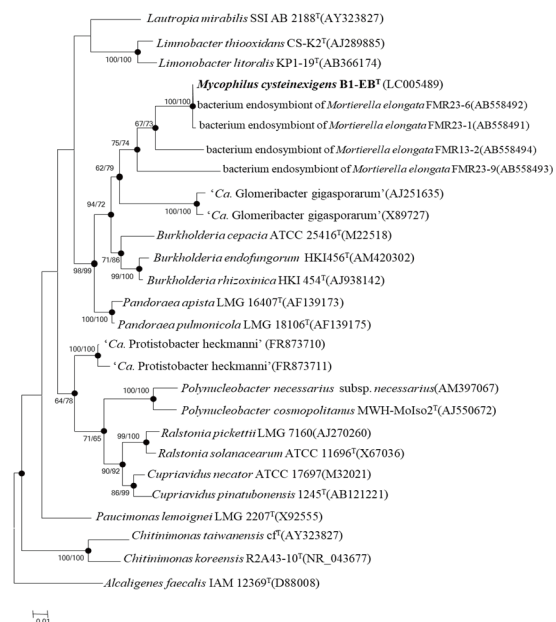 Lautropia mirabilis SSI AB 2188ᵀ(AY323827)
Limnobacter thiooxidans CS-K2ᵀ(AJ289885)
100/100
Limonobacter litoralis KP1-19ᵀ(AB366174)
Mycophilus cysteinexigens B1-EBᵀ(LC005489)
100/100
bacterium endosymbiont of Mortierella elongata FMR23-6(AB558492)
67/73
bacterium endosymbiont of Mortierella elongata FMR23-1(AB558491)
75/74
bacterium endosymbiont of Mortierella elongata FMR13-2(AB558494)
62/79
bacterium endosymbiont of Mortierella elongata FMR23-9(AB558493)
‘Ca. Glomeribacter gigasporarum’(AJ251635)
94/72
100/100
‘Ca. Glomeribacter gigasporarum’(X89727)
Burkholderia cepacia ATCC 25416ᵀ(M22518)
71/86
Burkholderia endofungorum HKI456ᵀ(AM420302)
98/99
99/100
Burkholderia rhizoxinica HKI 454ᵀ(AJ938142)
Pandoraea apista LMG 16407ᵀ(AF139173)
100/100
Pandoraea pulmonicola LMG 18106ᵀ(AF139175)
‘Ca. Protistobacter heckmanni’ (FR873710)
100/100
‘Ca. Protistobacter heckmanni’ (FR873711)
100/100
Polynucleobacter necessarius subsp. necessarius(AM397067)
64/78
Polynucleobacter cosmopolitanus MWH-MoIso2ᵀ(AJ550672)
71/65
99/100
Ralstonia pickettii LMG 7160(AJ270260)
Ralstonia solanacearum ATCC 11696ᵀ(X67036)
90/92
Cupriavidus necator ATCC 17697(M32021)
86/99
Cupriavidus pinatubonensis 1245ᵀ(AB121221)
Paucimonas lemoignei LMG 2207ᵀ(X92555)
Chitinimonas taiwanensis cfᵀ(AY323827)
100/100
Chitinimonas koreensis R2A43-10ᵀ(NR_043677)
Alcaligenes faecalis IAM 12369ᵀ(D88008)
0.01